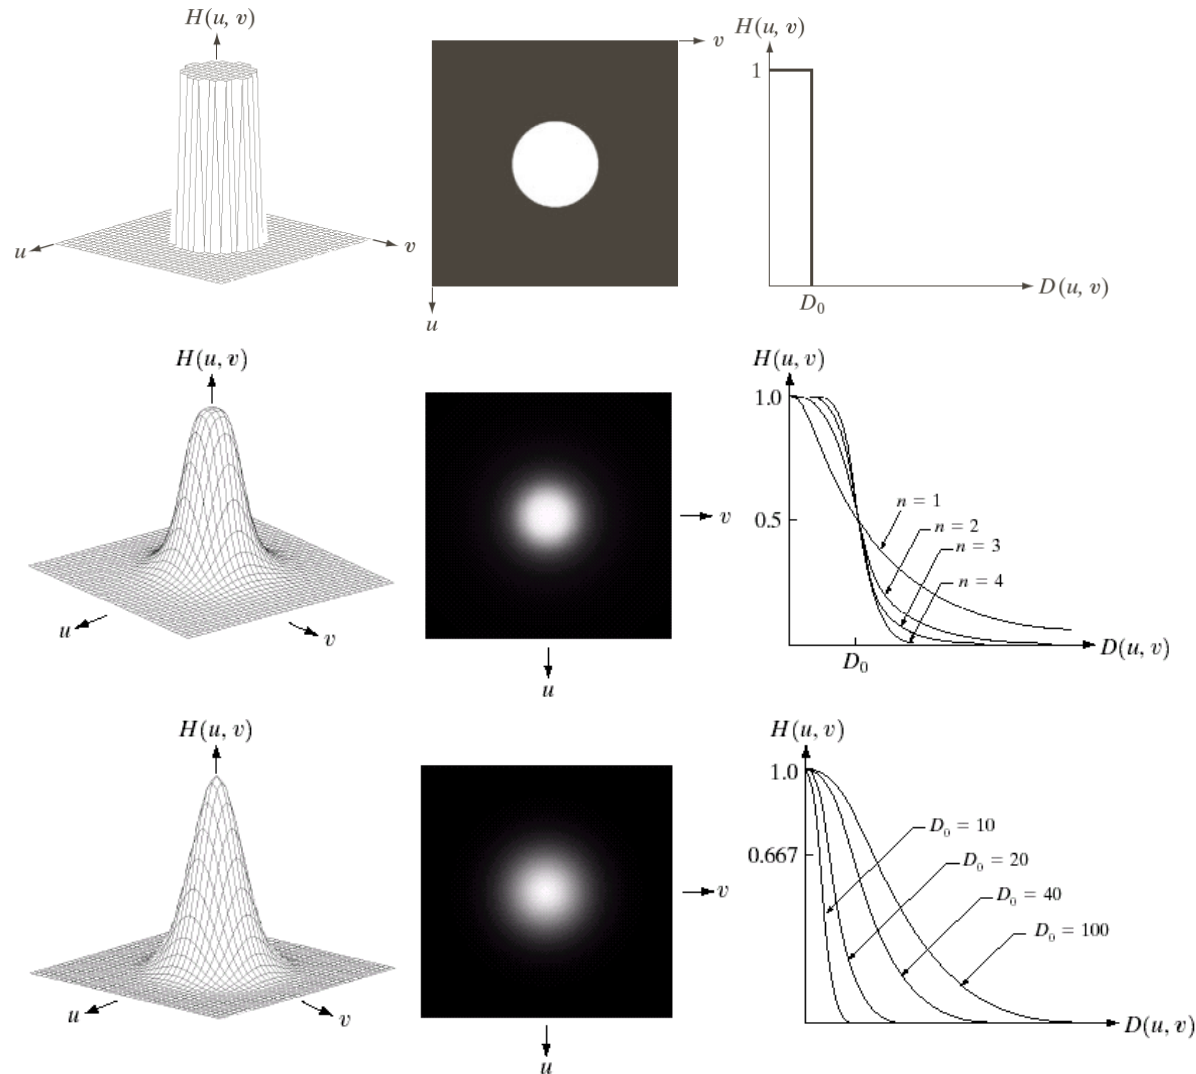 H(u, v)
u
v
v
u
H(u, v)
1
D₀
D(u, v)
H(u, v)
u
v
v
u
H(u, v)
1.0
0.5
n = 1
n = 2
n = 3
n = 4
D₀
D(u, v)
H(u, v)
u
v
v
u
H(u, v)
1.0
0.667
D₀ = 10
D₀ = 20
D₀ = 40
D₀ = 100
D(u, v)